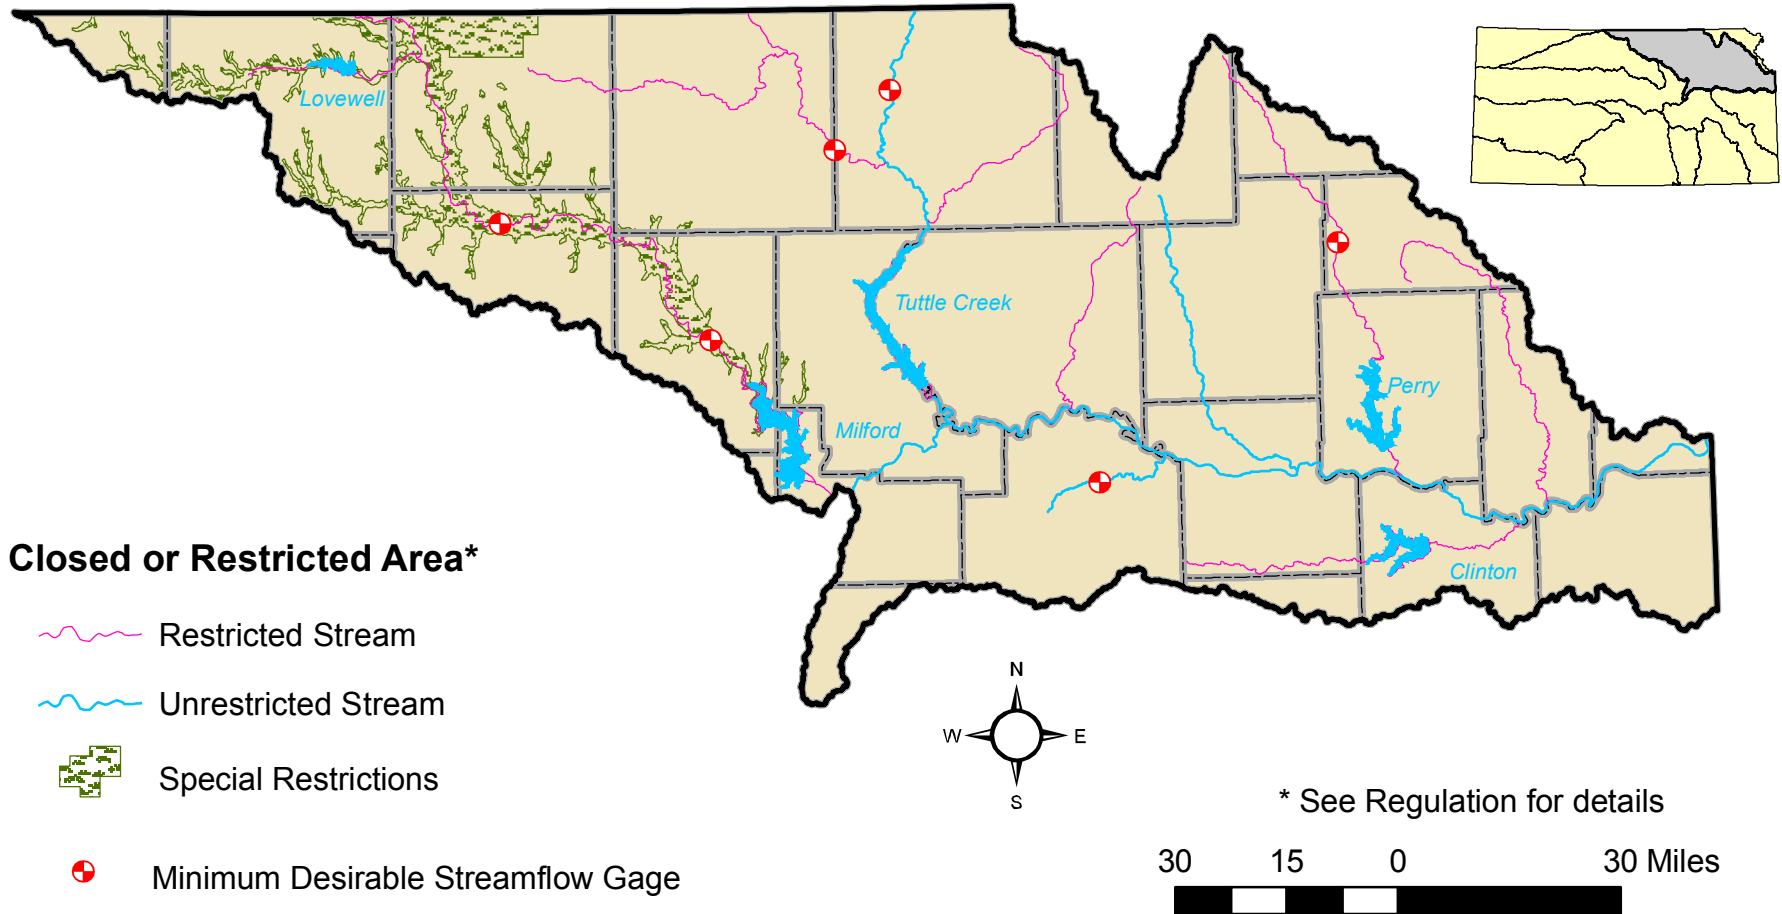 Lovewell
Tuttle Creek
Perry
Milford
Clinton
Closed or Restricted Area*
Restricted Stream
Unrestricted Stream
Special Restrictions
Minimum Desirable Streamflow Gage
N
W E
S
* See Regulation for details
30 15 0 30 Miles